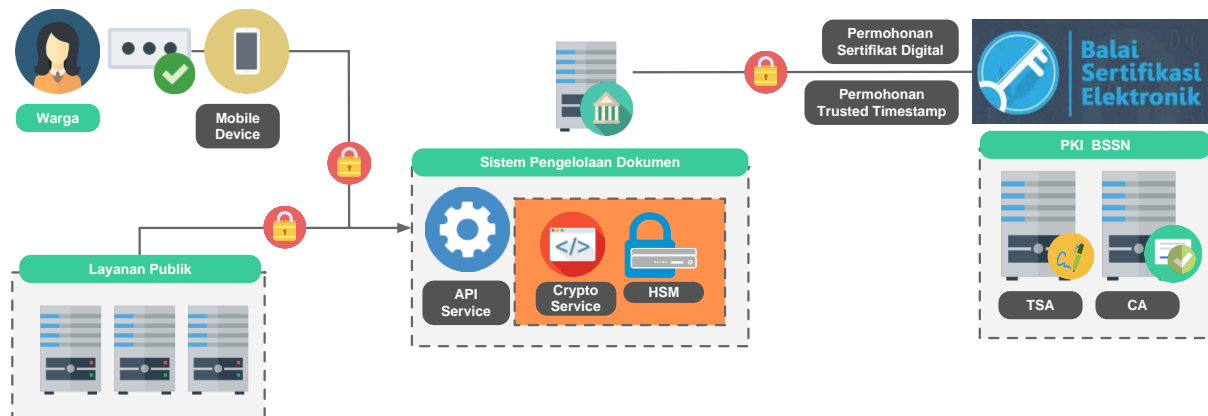 Warga
Mobile
Device
Permohonan
Sertifikat Digital
Permohonan
Trusted Timestamp
Balai
Sertifikasi
Elektronik
Sistem Pengelolaan Dokumen
PKI BSSN
</>
API
Service
Crypto
Service
HSM
Layanan Publik
TSA
CA